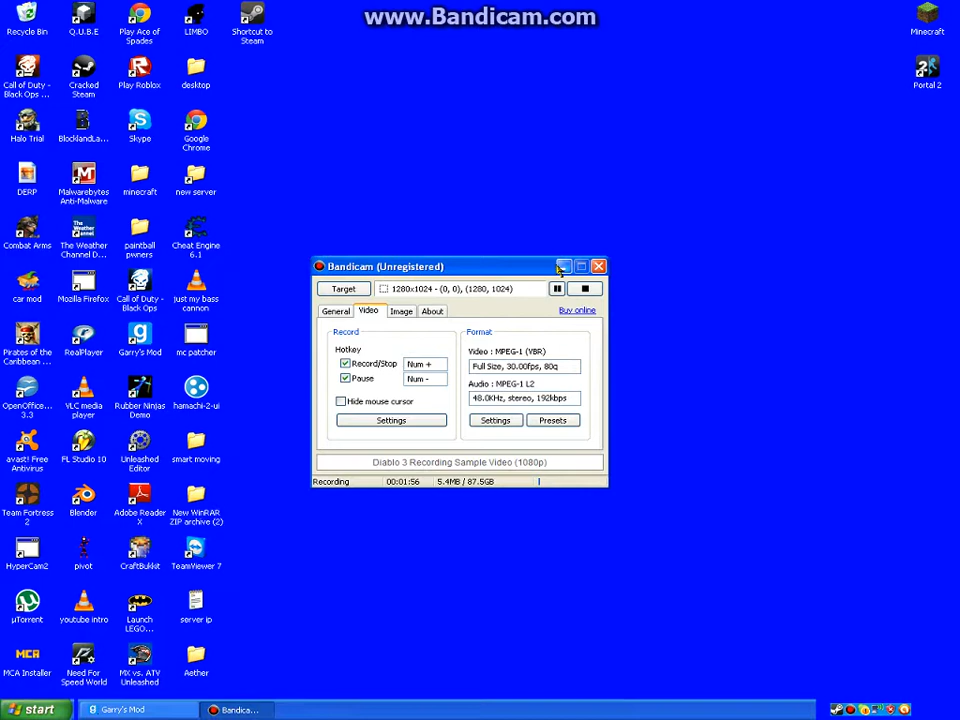 www.Bandicam.com
Recycle Bin
Q.U.B.E
Play Ace of
Spades
LIMBO
Shortcut to
Steam
Minecraft
Call of Duty -
Black Ops ...
Cracked
Steam
Play Roblox
desktop
Portal 2
Halo Trial
BlocklandLa...
Skype
Google
Chrome
DERP
Malwarebytes
Anti-Malware
minecraft
new server
Combat Arms
The Weather
Channel D...
paintball
pwners
Cheat Engine
6.1
car mod
Mozilla Firefox
Call of Duty -
Black Ops
just my bass
cannon
Pirates of the
Caribbean ...
RealPlayer
Garry's Mod
mc patcher
OpenOffice...
3.3
VLC media
player
Rubber Ninjas
Demo
hamachi-2-ui
avast! Free
Antivirus
FL Studio 10
Unleashed
Editor
smart moving
Team Fortress
2
Blender
Adobe Reader
X
New WinRAR
ZIP archive (2)
HyperCam2
pivot
CraftBukkit
TeamViewer 7
µTorrent
youtube intro
Launch
LEGO...
server ip
MCA
MCA Installer
Need For
Speed World
MX vs. ATV
Unleashed
Aether
Bandicam (Unregistered)
Target
1280x1024 - (0, 0), (1280, 1024)
General
Video
Image
About
Buy online
Record
Hotkey
Record/Stop
Num +
Pause
Num -
Hide mouse cursor
Settings
Format
Video : MPEG-1 (VBR)
Full Size, 30.00fps, 80q
Audio : MPEG-1 L2
48.0KHz, stereo, 192kbps
Settings
Presets
Diablo 3 Recording Sample Video (1080p)
Recording
00:01:56
5.4MB / 87.5GB
start
Garry's Mod
Bandica...